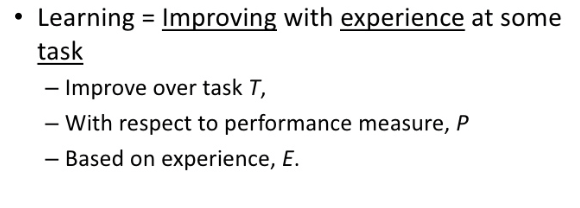 • Learning = Improving with experience at some
task
– Improve over task T,
– With respect to performance measure, P
– Based on experience, E.